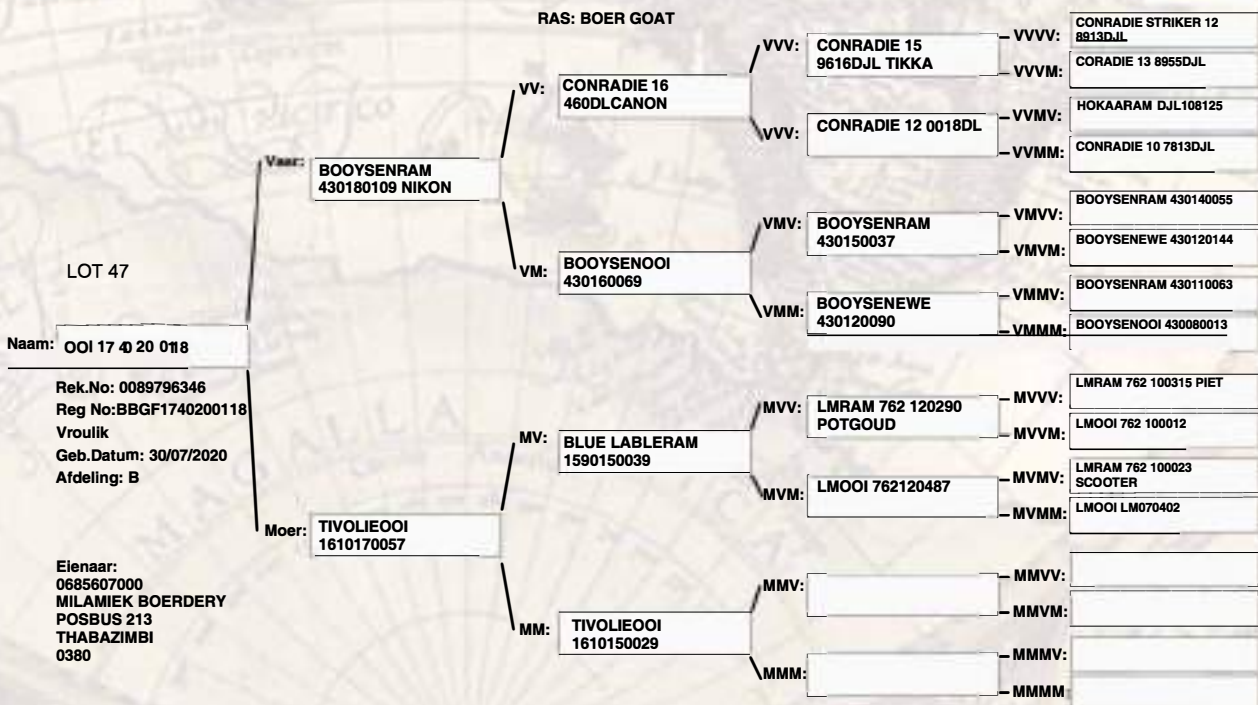 RAS: BOER GOAT
LOT 47
Naam: OOI 17 40 20 0118
Rek.No: 0089796346
Reg No:BBGF1740200118
Vroulik
Geb.Datum: 30/07/2020
Afdeling: B
Eienaar:
0685607000
MILAMIEK BOERDERY
POSBUS 213
THABAZIMBI
0380
Vaar:
BOOYSENRAM
430180109 NIKON
Moer:
TIVOLIEOOI
1610170057
VV:
CONRADIE 16
460DLCANON
VM:
BOOYSENOOI
430160069
MV:
BLUE LABLERAM
1590150039
MM:
TIVOLIEOOI
1610150029
VVV:
CONRADIE 15
9616DJL TIKKA
VVV:
CONRADIE 12 0018DL
VMV:
BOOYSENRAM
430150037
VMM:
BOOYSENEWE
430120090
MVV:
LMRAM 762 120290
POTGOUD
MVM:
LMOOI 762120487
MMV:
MMM:
VVVV:
CONRADIE STRIKER 12
8913DJL
VVVM:
CORADIE 13 8955DJL
VVMV:
HOKAARAM DJL108125
VVMM:
CONRADIE 10 7813DJL
VMVV:
BOOYSENRAM 430140055
VMVM:
BOOYSENEWE 430120144
VMMV:
BOOYSENRAM 430110063
VMMM:
BOOYSENOOI 430080013
MVVV:
LMRAM 762 100315 PIET
MVVM:
LMOOI 762 100012
MVMV:
LMRAM 762 100023
SCOOTER
MVMM:
LMOOI LM070402
MMVV:
MMVM:
MMMV:
MMMM